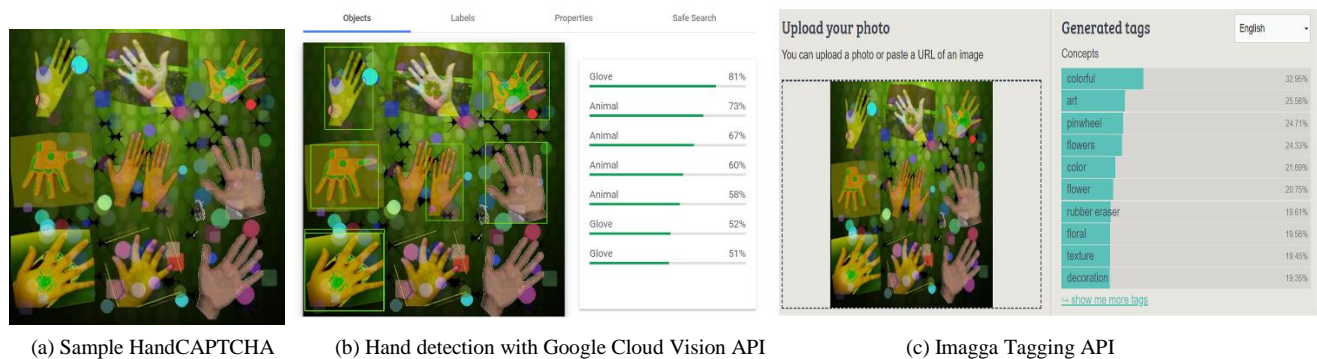 Objects Labels Properties Safe Search
Glove 81%
Animal 73%
Animal 67%
Animal 60%
Animal 58%
Glove 52%
Glove 51%
Upload your photo
You can upload a photo or paste a URL of an image
Generated tags
English
Concepts
colorful 32.95%
art 25.56%
pinwheel 24.71%
flowers 24.33%
color 21.69%
flower 20.75%
rubber eraser 19.61%
floral 19.56%
texture 19.45%
decoration 19.35%
show me more tags
(a) Sample HandCAPTCHA
(b) Hand detection with Google Cloud Vision API
(c) Imagga Tagging API